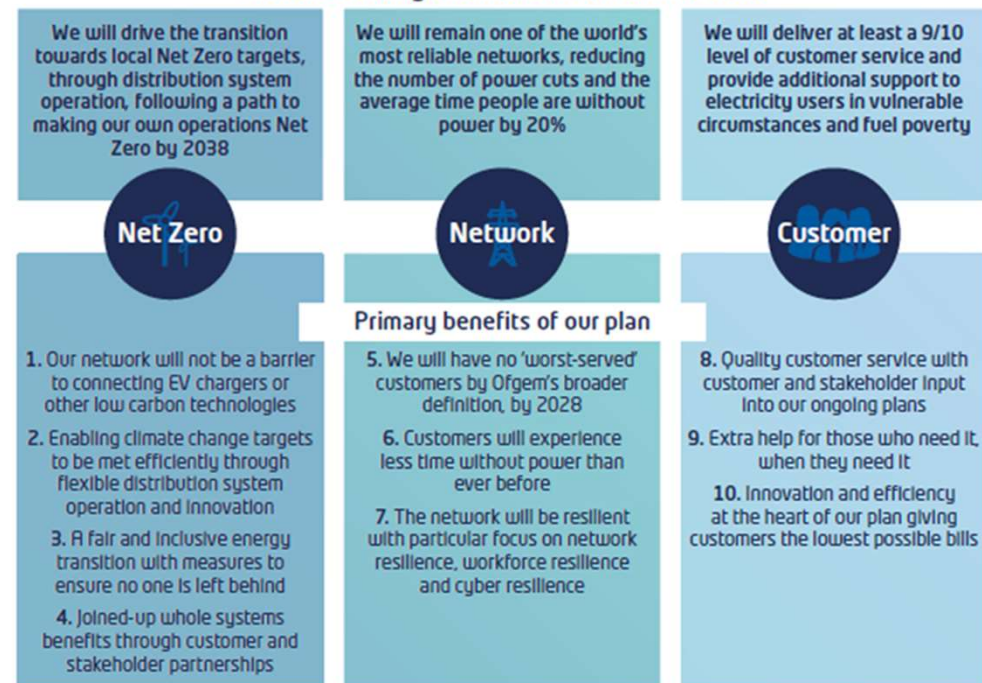 We will drive the transition
towards local Net Zero targets,
through distribution system
operation, following a path to
making our own operations Net
Zero by 2038
We will remain one of the world's
most reliable networks, reducing
the number of power cuts and the
average time people are without
power by 20%
We will deliver at least a 9/10
level of customer service and
provide additional support to
electricity users in vulnerable
circumstances and fuel poverty
Net Zero
Network
Customer
Primary benefits of our plan
1. Our network will not be a barrier
to connecting EV chargers or
other low carbon technologies
2. Enabling climate change targets
to be met efficiently through
flexible distribution system
operation and innovation
3. A fair and inclusive energy
transition with measures to
ensure no one is left behind
4. Joined-up whole systems
benefits through customer and
stakeholder partnerships
5. We will have no 'worst-served'
customers by Ofgem's broader
definition, by 2028
6. Customers will experience
less time without power than
ever before
7. The network will be resilient
with particular focus on network
resilience, workforce resilience
and cyber resilience
8. Quality customer service with
customer and stakeholder input
into our ongoing plans
9. Extra help for those who need it,
when they need it
10. Innovation and efficiency
at the heart of our plan giving
customers the lowest possible bills